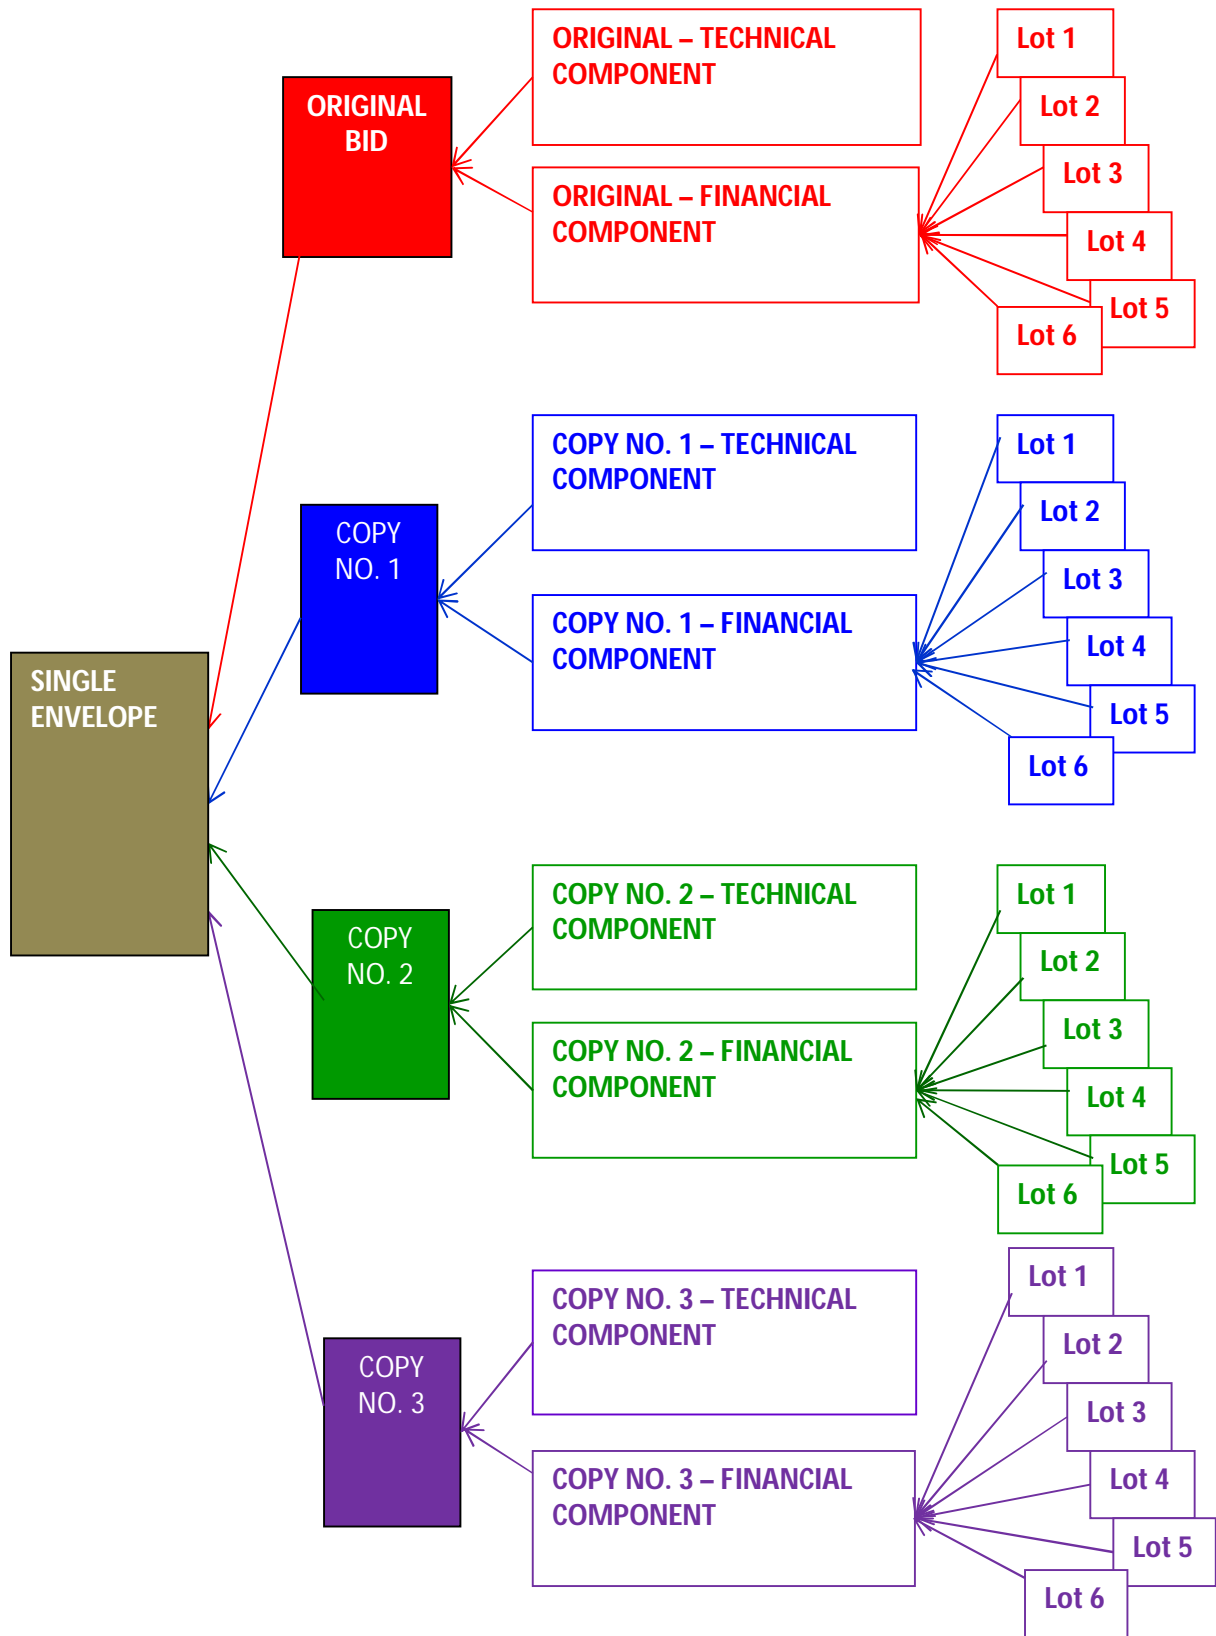 ORIGINAL – TECHNICAL
COMPONENT
Lot 1
Lot 2
ORIGINAL
BID
Lot 3
ORIGINAL – FINANCIAL
COMPONENT
Lot 4
Lot 5
Lot 6
COPY NO. 1 – TECHNICAL
COMPONENT
Lot 1
Lot 2
COPY
NO. 1
Lot 3
COPY NO. 1 – FINANCIAL
COMPONENT
Lot 4
Lot 5
Lot 6
SINGLE
ENVELOPE
COPY NO. 2 – TECHNICAL
COMPONENT
Lot 1
Lot 2
COPY
NO. 2
Lot 3
COPY NO. 2 – FINANCIAL
COMPONENT
Lot 4
Lot 5
Lot 6
COPY NO. 3 – TECHNICAL
COMPONENT
Lot 1
Lot 2
COPY
NO. 3
Lot 3
COPY NO. 3 – FINANCIAL
COMPONENT
Lot 4
Lot 5
Lot 6